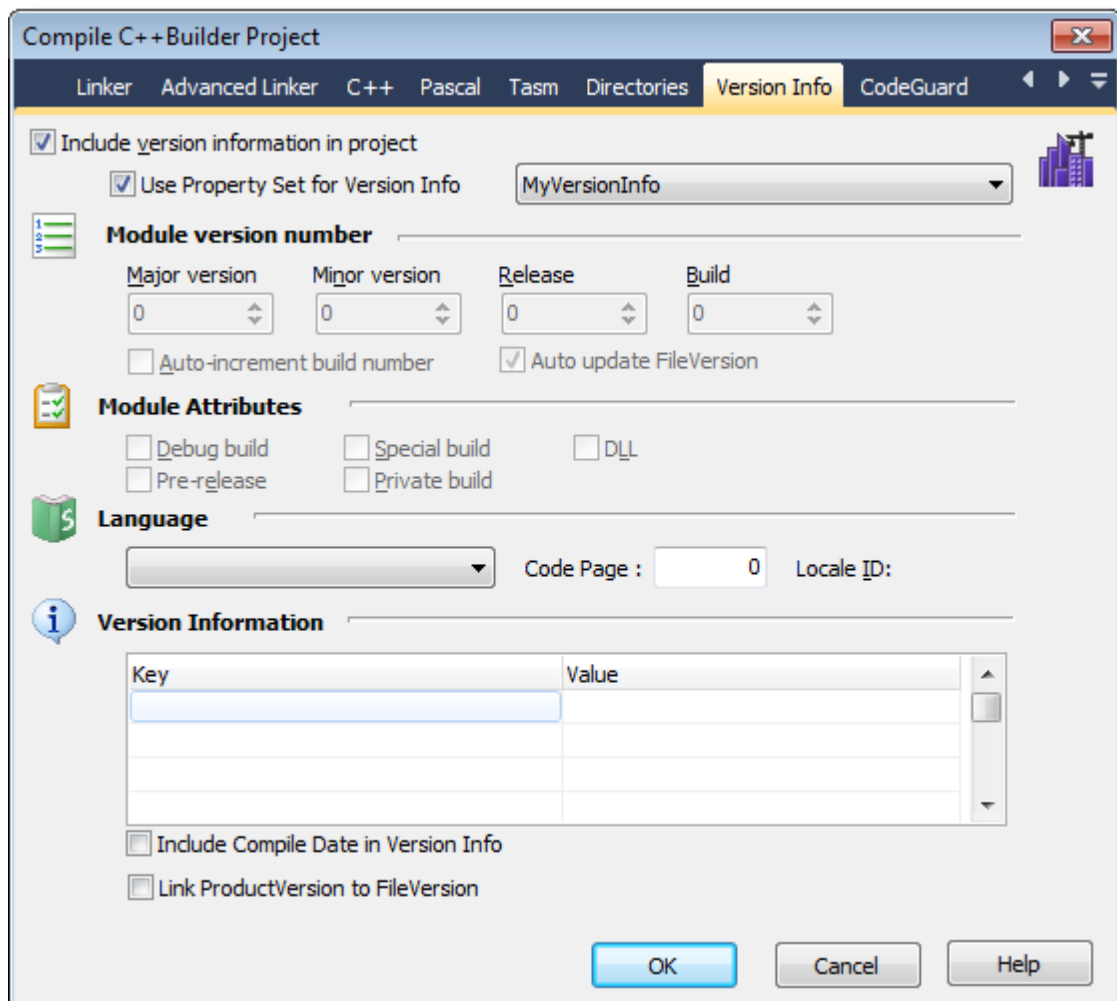 Compile C++Builder Project
Linker Advanced Linker C++ Pascal Tasm Directories Version Info CodeGuard
Include version information in project
Use Property Set for Version Info MyVersionInfo
1
2
3
Module version number
Major version Minor version Release Build
0 0 0 0
Auto-increment build number Auto update FileVersion
Module Attributes
Debug build Special build DLL
Pre-release Private build
$
Language
Code Page : 0 Locale ID:
i
Version Information
Key Value
Include Compile Date in Version Info
Link ProductVersion to FileVersion
OK Cancel Help